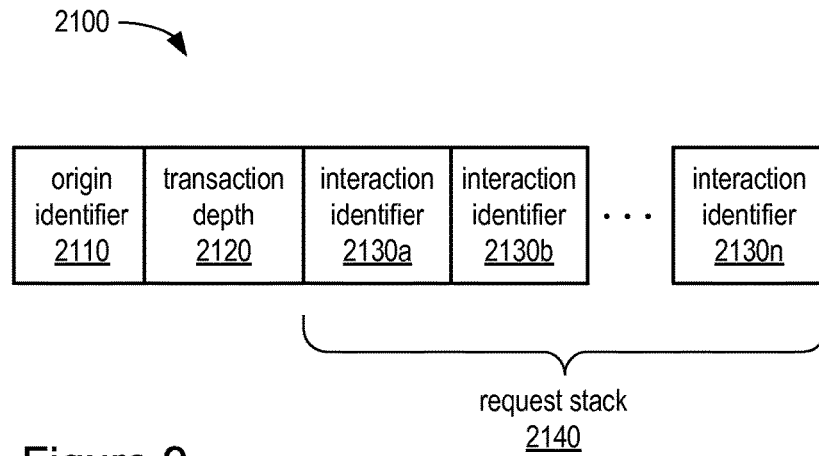 2100
origin identifier 2110
transaction depth 2120
interaction identifier 2130a
interaction identifier 2130b
. . .
interaction identifier 2130n
request stack
2140